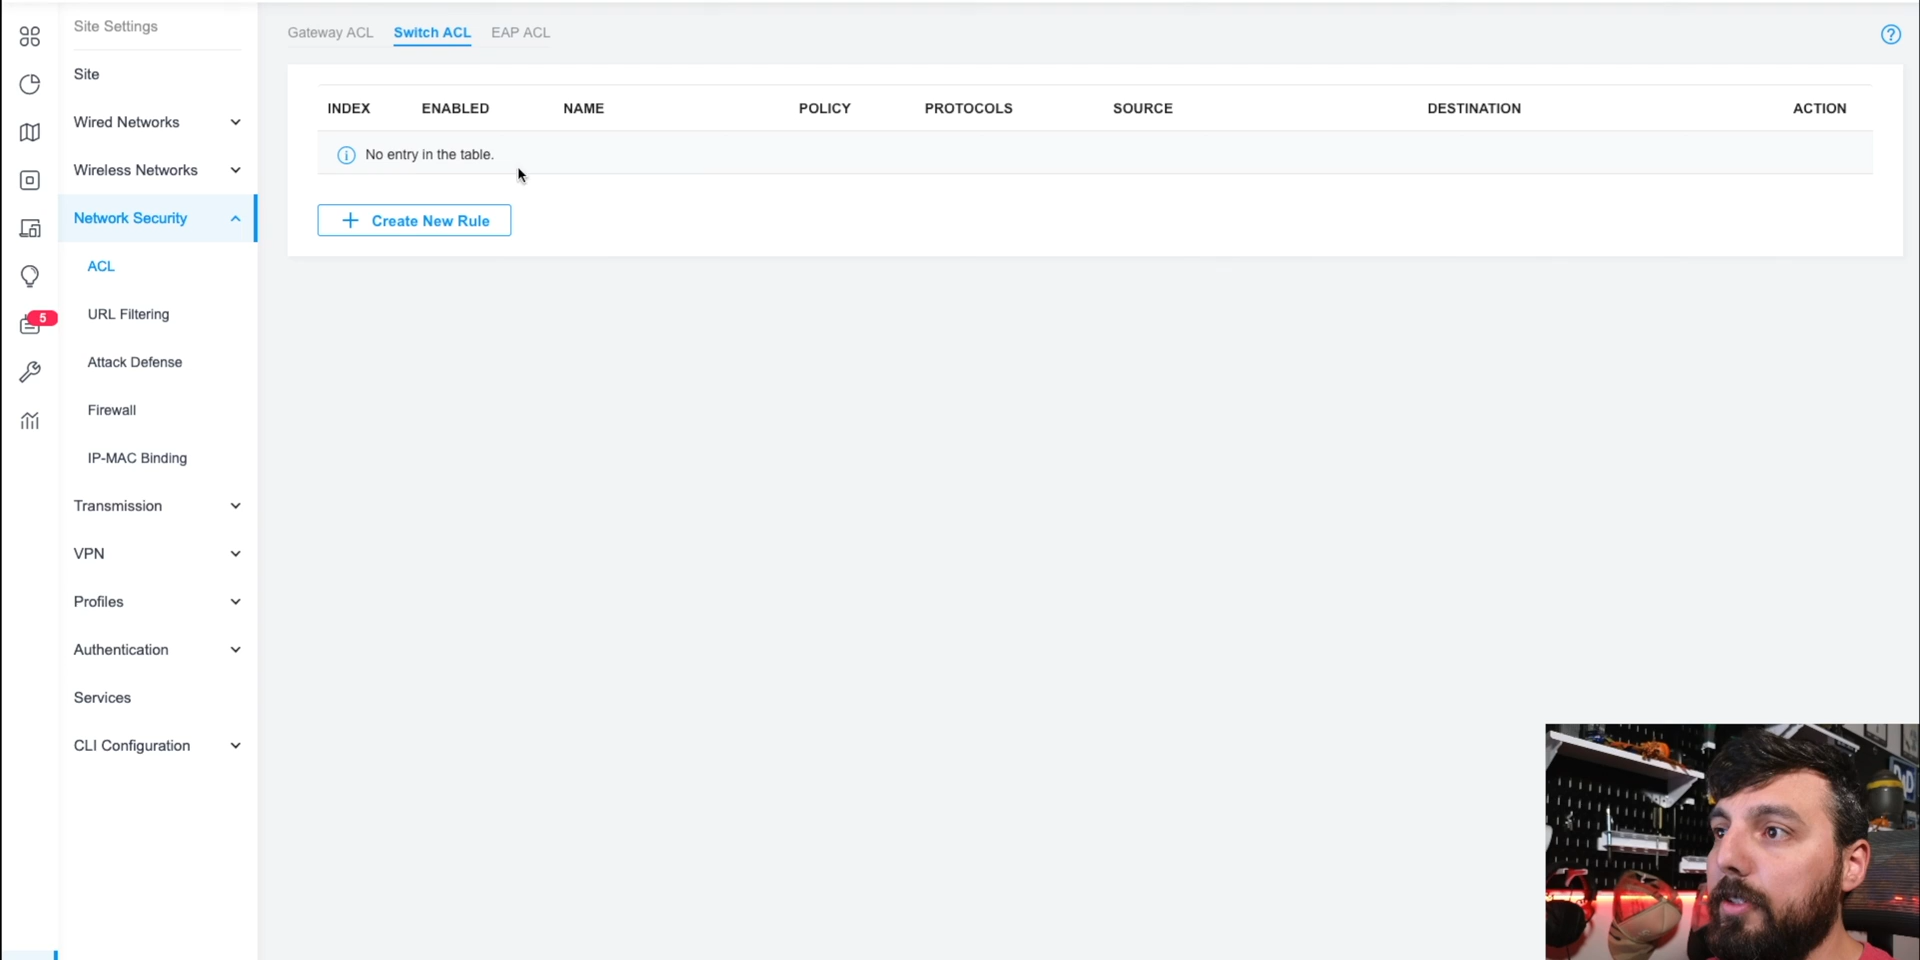 Site Settings
Site
Wired Networks
Wireless Networks
Network Security
ACL
URL Filtering
Attack Defense
Firewall
IP-MAC Binding
Transmission
VPN
Profiles
Authentication
Services
CLI Configuration
5
Gateway ACL Switch ACL EAP ACL
?
INDEX ENABLED NAME POLICY PROTOCOLS SOURCE DESTINATION ACTION
No entry in the table.
Create New Rule